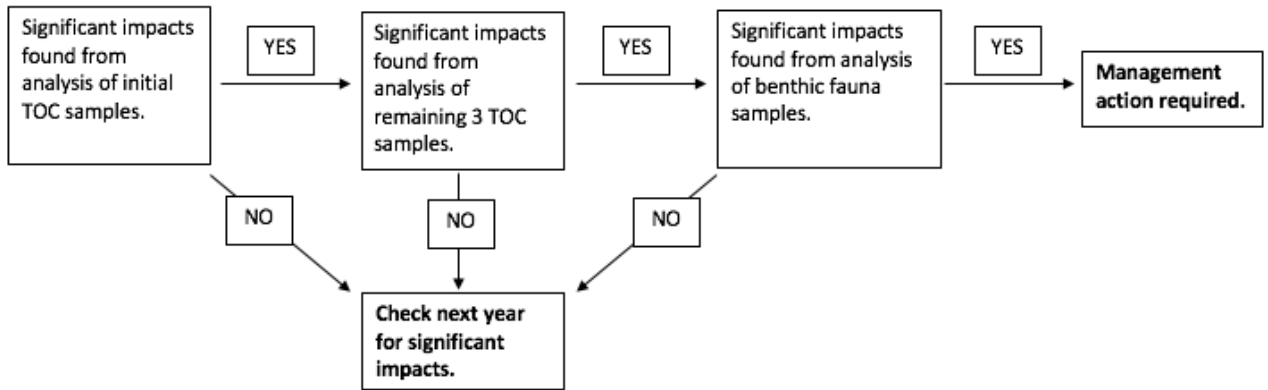 Significant impacts
found from
analysis of initial
TOC samples.
YES
Significant impacts
found from
analysis of
remaining 3 TOC
samples.
YES
Significant impacts
found from analysis
of benthic fauna
samples.
YES
Management
action required.
NO
NO
NO
Check next year
for significant
impacts.